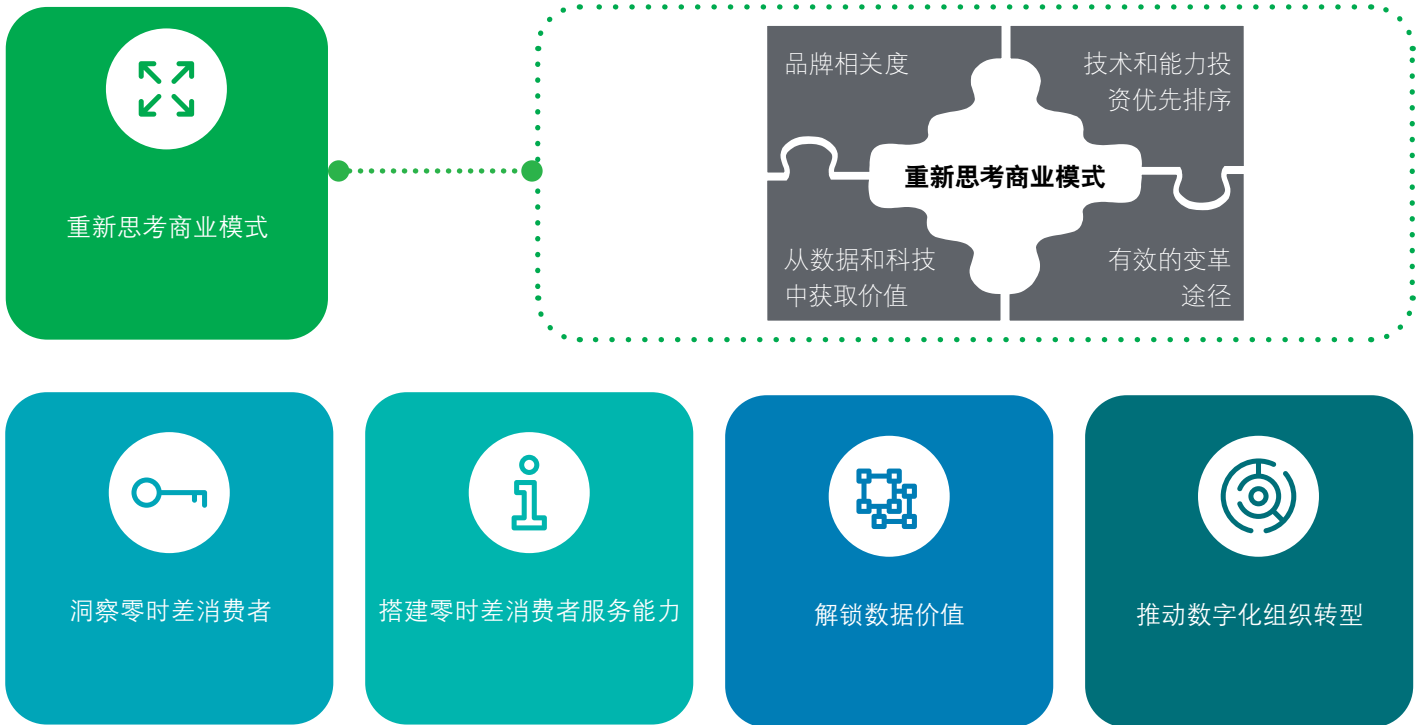 重新思考商业模式
品牌相关度
技术和能力投
资优先排序
重新思考商业模式
从数据和科技
中获取价值
有效的变革
途径
洞察零时差消费者
搭建零时差消费者服务能力
解锁数据价值
推动数字化组织转型